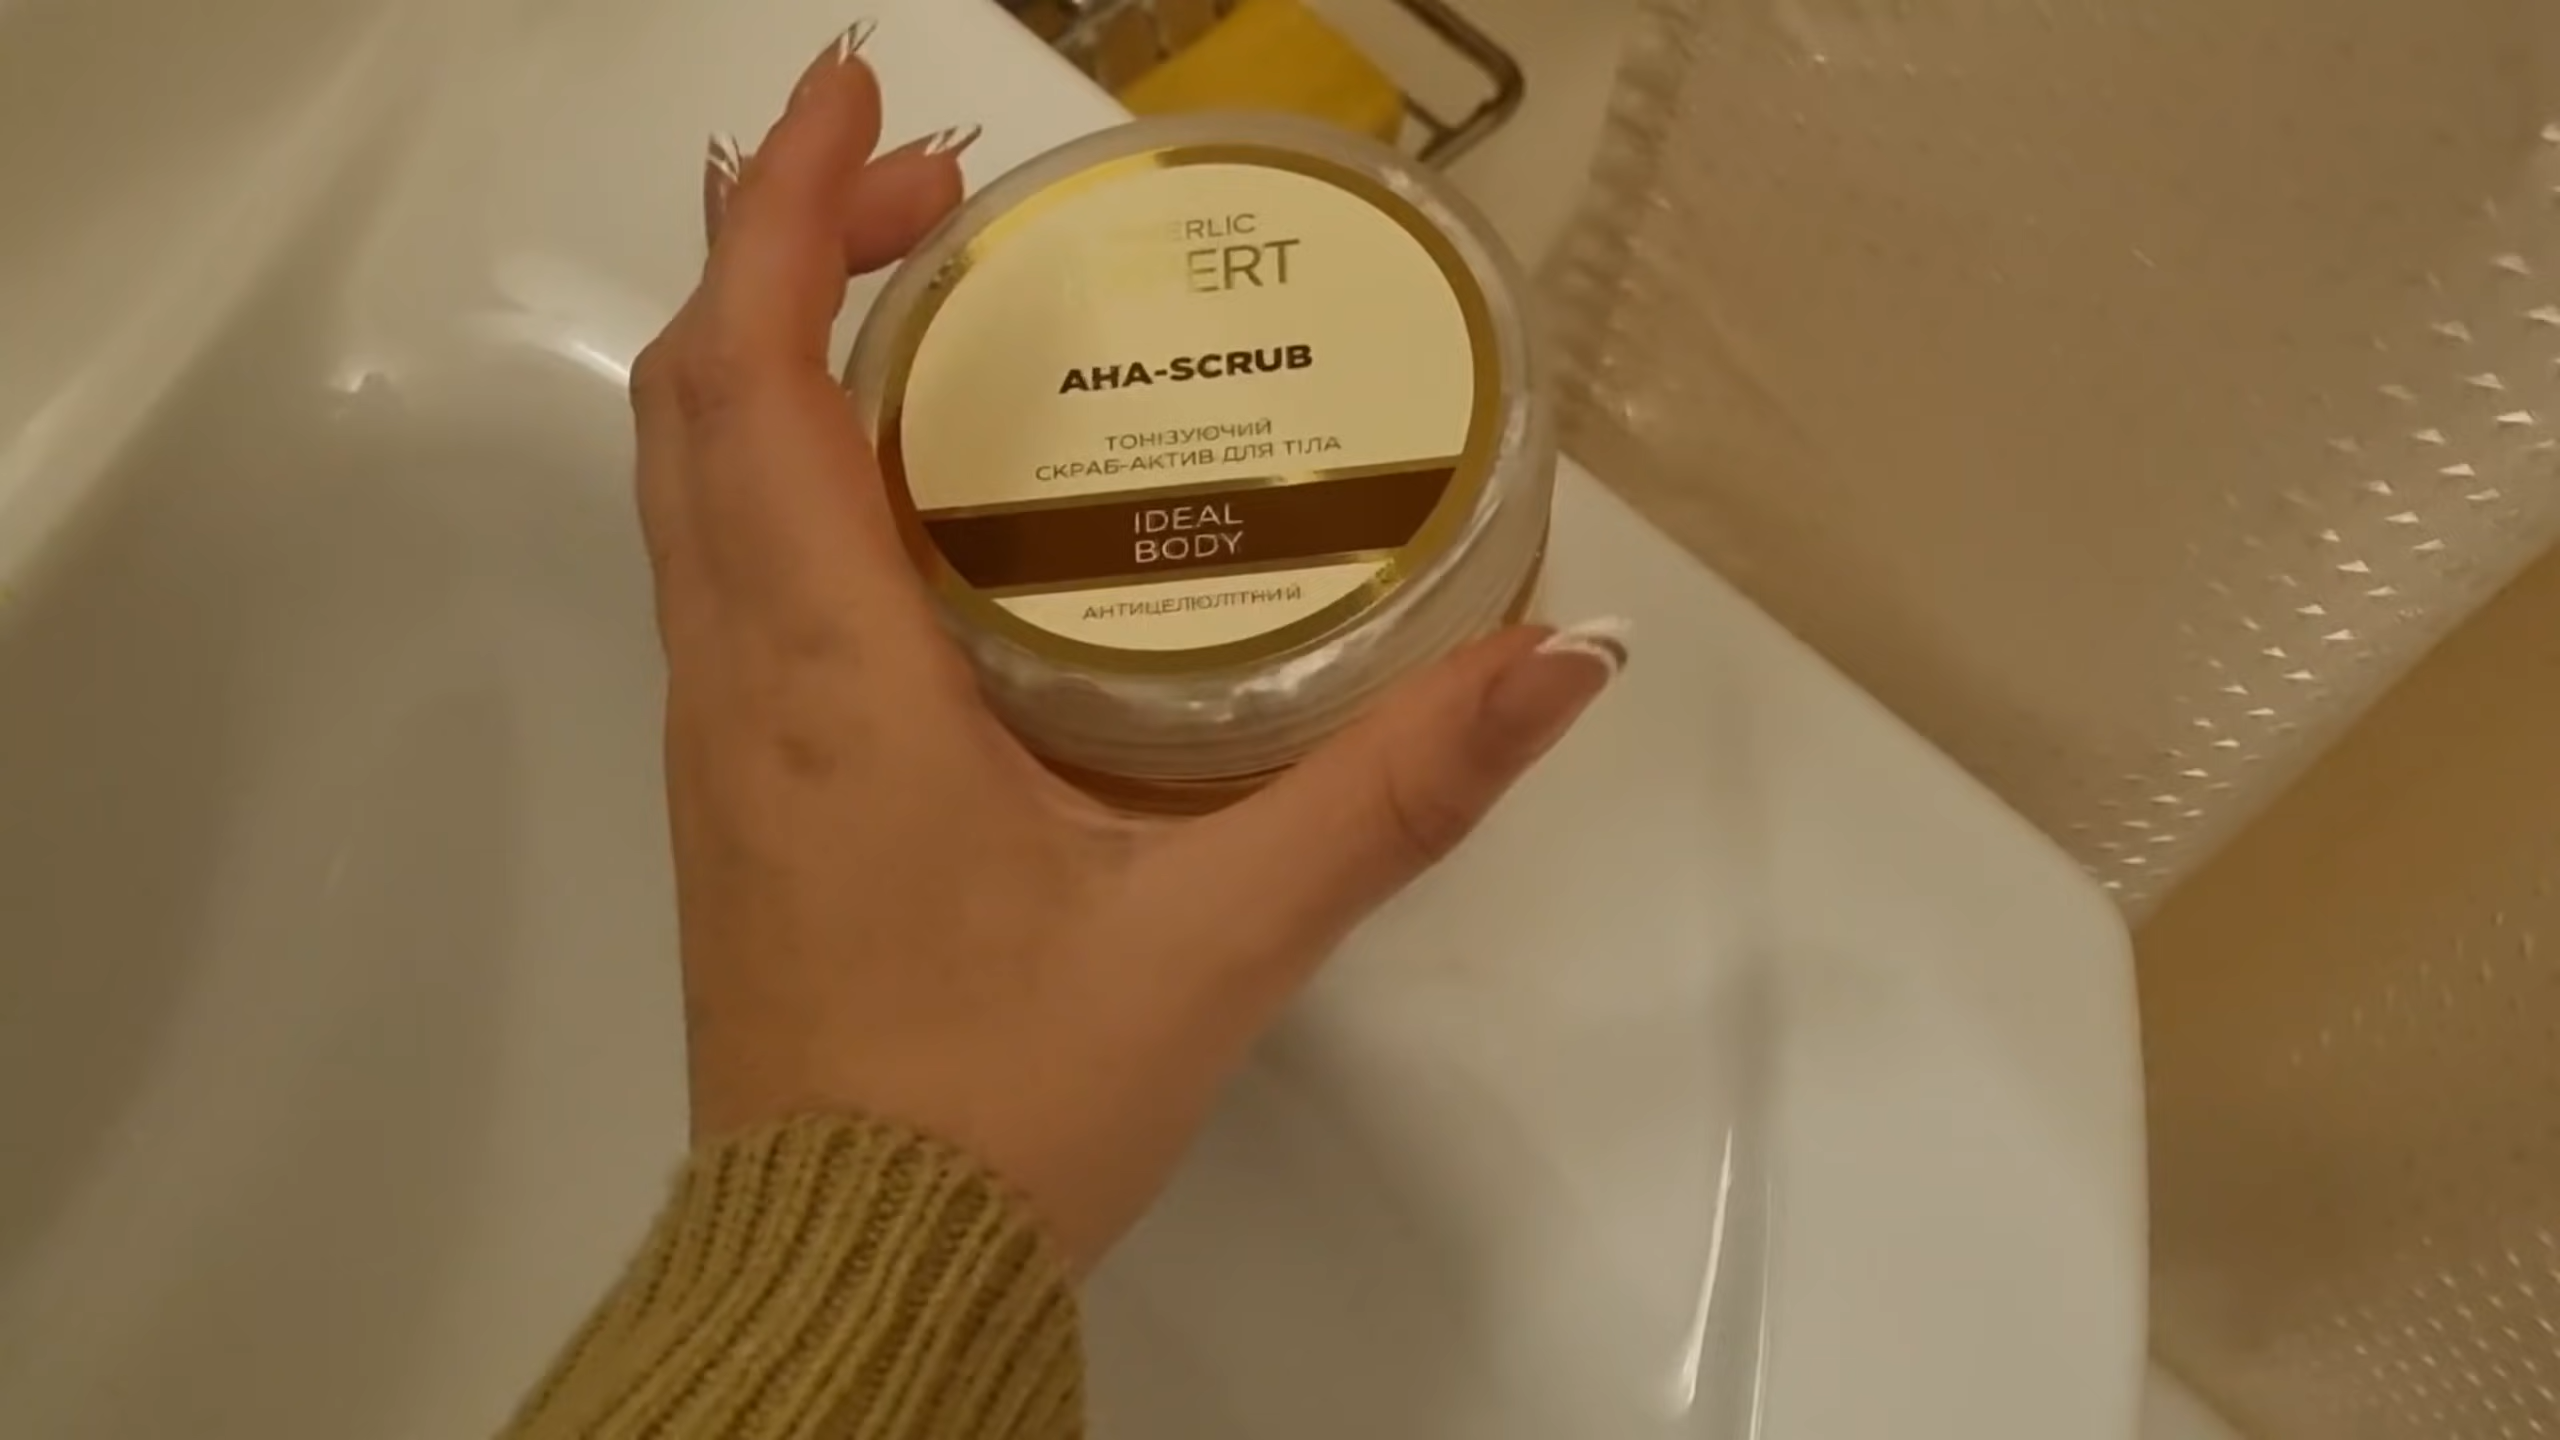 ERLIC
ERT
AHA-SCRUB
ТОНІЗУЮЧИЙ
СКРАБ-АКТИВ ДЛЯ ТІЛА
IDEAL
BODY
АНТИЦЕЛЮЛІТНИЙ